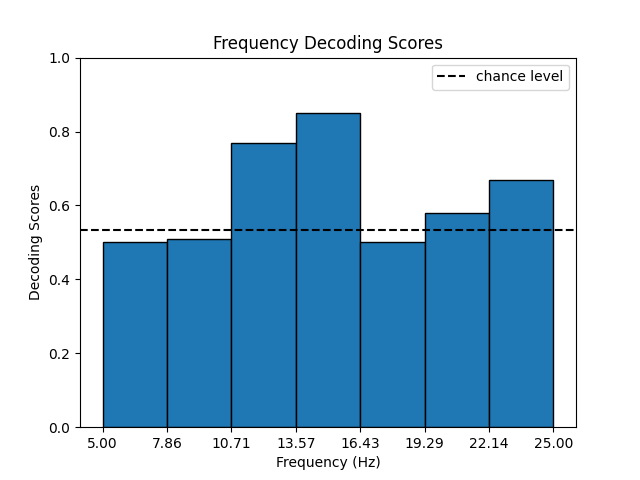 Frequency Decoding Scores
chance level
1.0
0.8
0.6
0.4
0.2
0.0
Decoding Scores
5.00 7.86 10.71 13.57 16.43 19.29 22.14 25.00
Frequency (Hz)